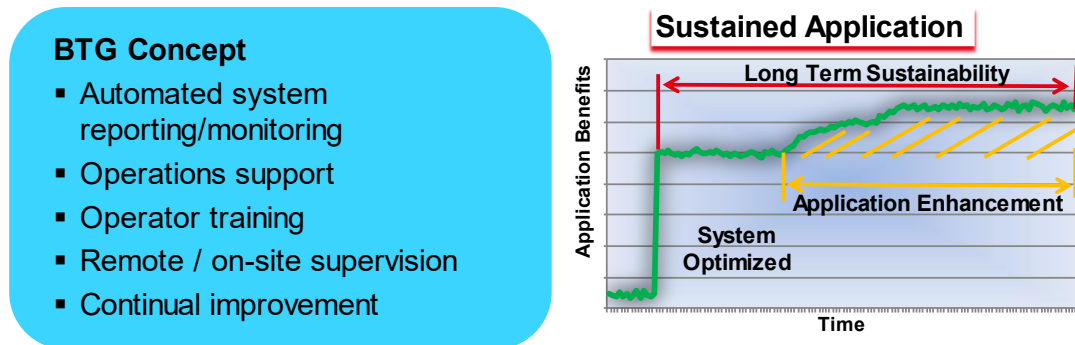 BTG Concept
▪ Automated system
reporting/monitoring
▪ Operations support
▪ Operator training
▪ Remote / on-site supervision
▪ Continual improvement
Sustained Application
Application Benefits
Long Term Sustainability
Application Enhancement
System
Optimized
Time